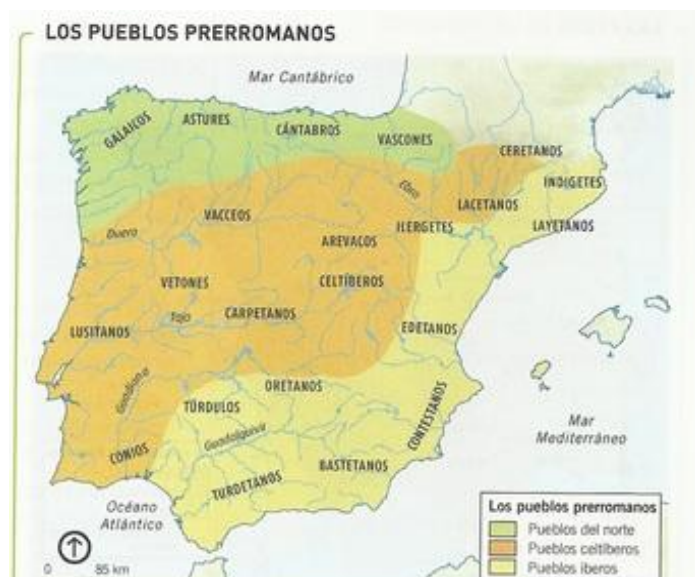 LOS PUEBLOS PRERROMANOS
Mar Cantábrico
GALAICOS
ASTURES
CÁNTABROS
VASCONES
CERETANOS
INDIGETES
LACETANOS
Ebro
VACCEOS
ILERGETES
LAYETANOS
Duero
AREVACOS
VETONES
CELTÍBEROS
Tajo
CARPETANOS
LUSITANOS
EDETANOS
ORETANOS
Guadiana
TÚRDULOS
CONTESTANOS
Guadalquivir
Mar
Mediterráneo
CONIOS
BASTETANOS
TURDETANOS
Océano
Atlántico
Los pueblos prerromanos
Pueblos del norte
Pueblos celtíberos
Pueblos iberos
0 85 km